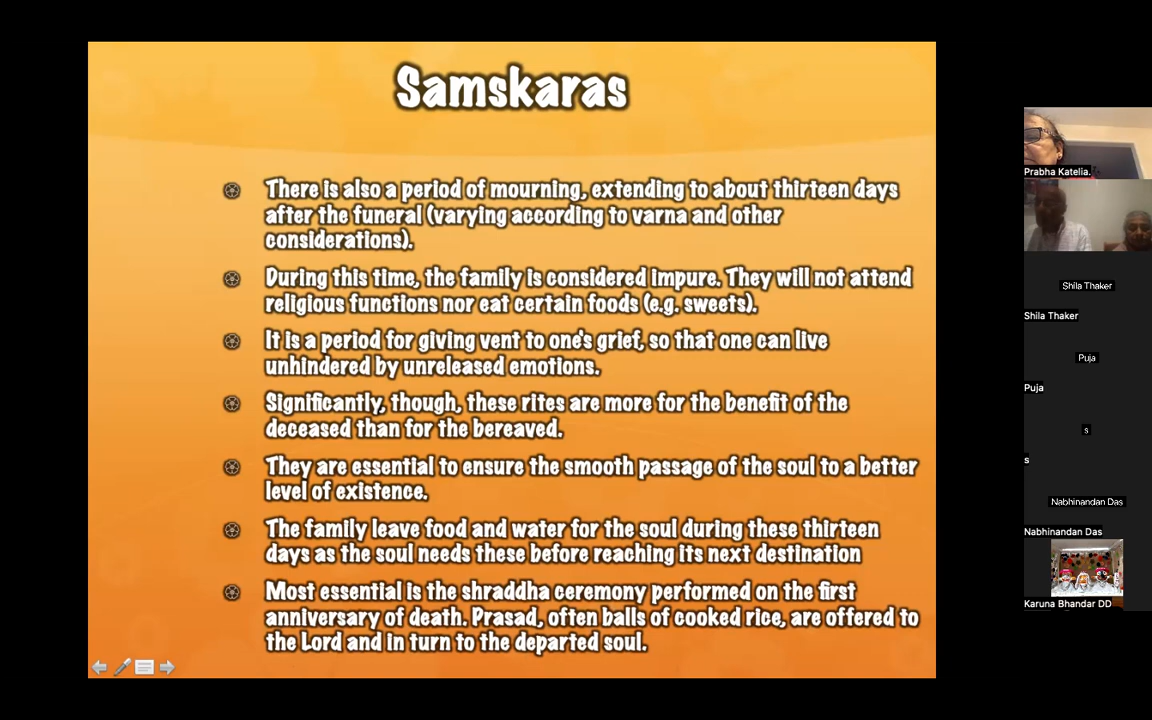 Samskaras
There is also a period of mourning, extending to about thirteen days
after the funeral (varying according to varna and other
considerations).
During this time, the family is considered impure. They will not attend
religious functions nor eat certain foods (e.g. sweets).
It is a period for giving vent to one's grief, so that one can live
unhindered by unreleased emotions.
Significantly, though, these rites are more for the benefit of the
deceased than for the bereaved.
They are essential to ensure the smooth passage of the soul to a better
level of existence.
The family leave food and water for the soul during these thirteen
days as the soul needs these before reaching its next destination
Most essential is the shraddha ceremony performed on the first
anniversary of death. Prasad, often balls of cooked rice, are offered to
the Lord and in turn to the departed soul.
Prabha Katelia.
Shila Thaker
Shila Thaker
Puja
Puja
s
s
Nabhinandan Das
Nabhinandan Das
Karuna Bhandar DD